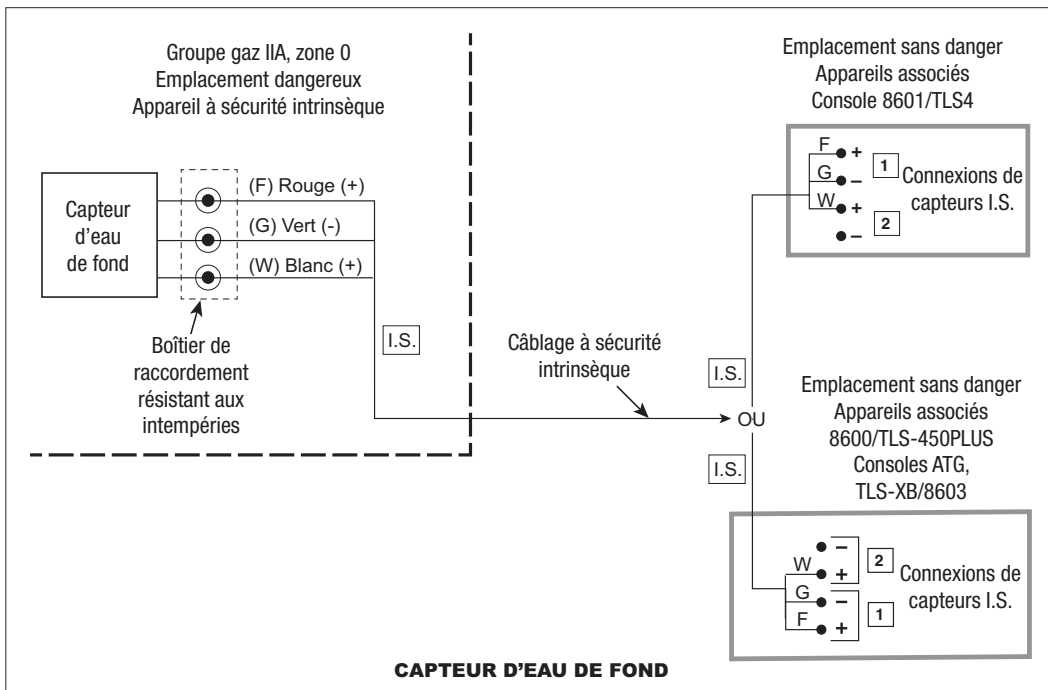 Groupe gaz IIA, zone 0
Emplacement dangereux
Appareil à sécurité intrinsèque
Capteur
d'eau
de fond
(F) Rouge (+)
(G) Vert (-)
(W) Blanc (+)
Boîtier de
raccordement
résistant aux
intempéries
I.S.
Câblage à sécurité
intrinsèque
I.S.
OU
I.S.
Emplacement sans danger
Appareils associés
Console 8601/TLS4
F +
G –
W +
–
1
2
Connexions de
capteurs I.S.
Emplacement sans danger
Appareils associés
8600/TLS-450PLUS
Consoles ATG,
TLS-XB/8603
–
W +
G –
F +
2
1
Connexions de
capteurs I.S.
CAPTEUR D'EAU DE FOND